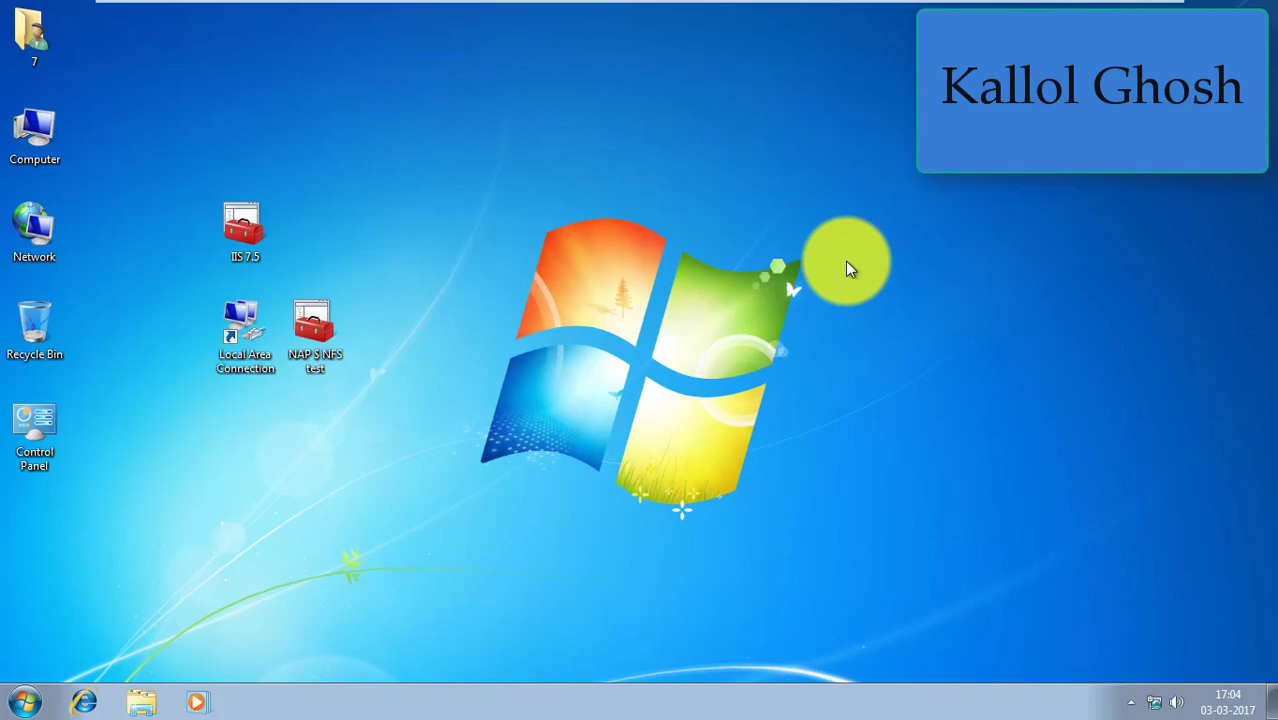 7
Computer
Network
Recycle Bin
Control
Panel
IIS 7.5
Local Area
Connection
NAP $ NFS
test
Kallol Ghosh
17:04
03-03-2017